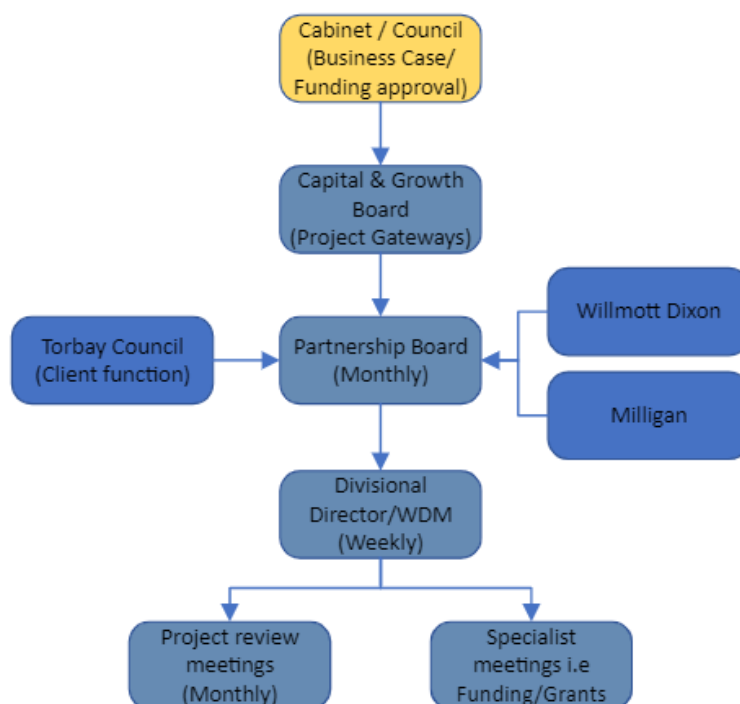 Cabinet / Council
(Business Case/
Funding approval)
Capital & Growth
Board
(Project Gateways)
Willmott Dixon
Torbay Council
(Client function)
Partnership Board
(Monthly)
Milligan
Divisional
Director/WDM
(Weekly)
Project review
meetings
(Monthly)
Specialist
meetings i.e
Funding/Grants